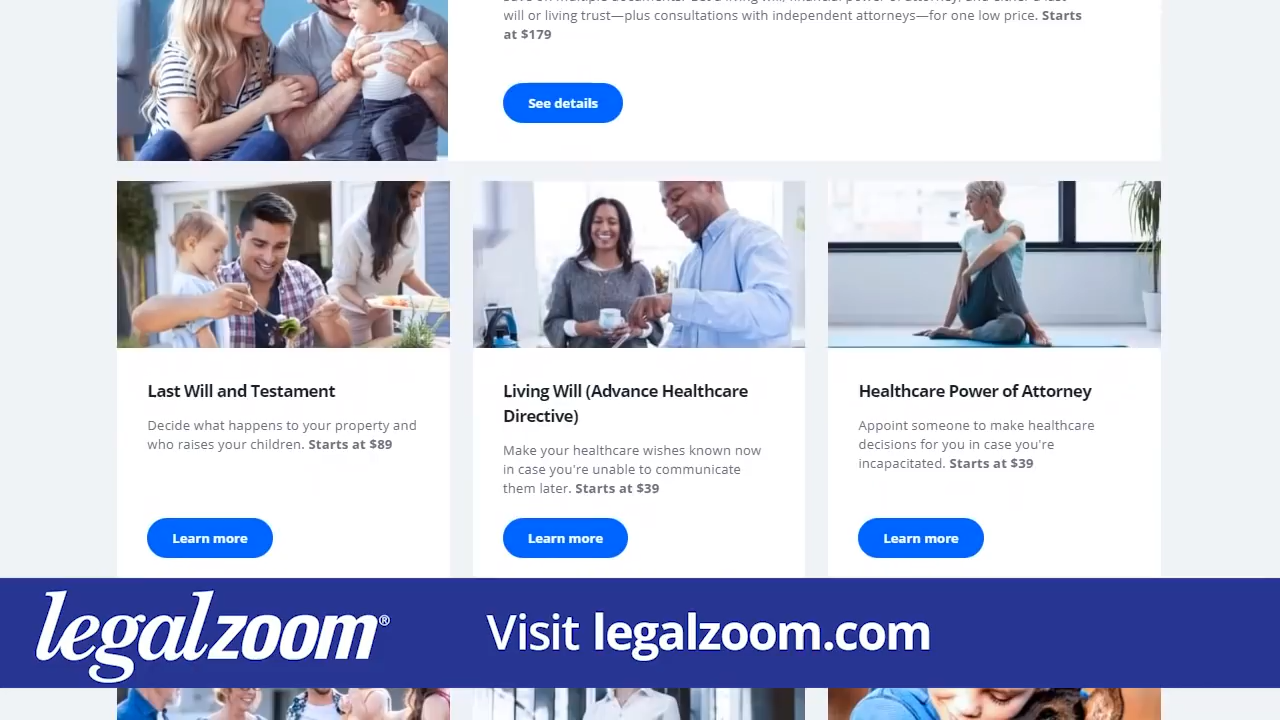 will or living trust—plus consultations with independent attorneys—for one low price. Starts
at $179
See details
Last Will and Testament
Decide what happens to your property and
who raises your children. Starts at $89
Learn more
Living Will (Advance Healthcare
Directive)
Make your healthcare wishes known now
in case you're unable to communicate
them later. Starts at $39
Learn more
Healthcare Power of Attorney
Appoint someone to make healthcare
decisions for you in case you're
incapacitated. Starts at $39
Learn more
legalzoom®
Visit legalzoom.com